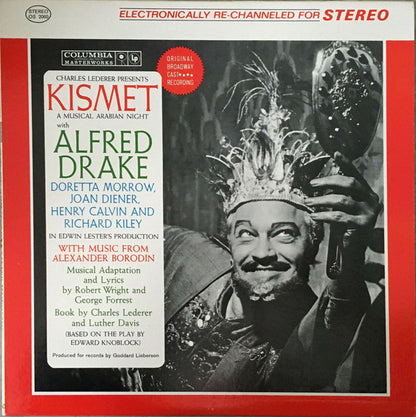 STEREO
OS 2060
ELECTRONICALLY RE-CHANNELED FOR STEREO
COLUMBIA
MASTERWORKS
ORIGINAL
BROADWAY
CAST
RECORDING
CHARLES LEDERER PRESENTS
KISMET
A MUSICAL ARABIAN NIGHT
with
ALFRED
DRAKE
DORETTA MORROW,
JOAN DIENER,
HENRY CALVIN AND
RICHARD KILEY
IN EDWIN LESTER'S PRODUCTION
WITH MUSIC FROM
ALEXANDER BORODIN
Musical Adaptation
and Lyrics
by Robert Wright and
George Forrest
Book by Charles Lederer
and Luther Davis
(BASED ON THE PLAY BY
EDWARD KNOBLOCK)
Produced for records by Goddard Lieberson